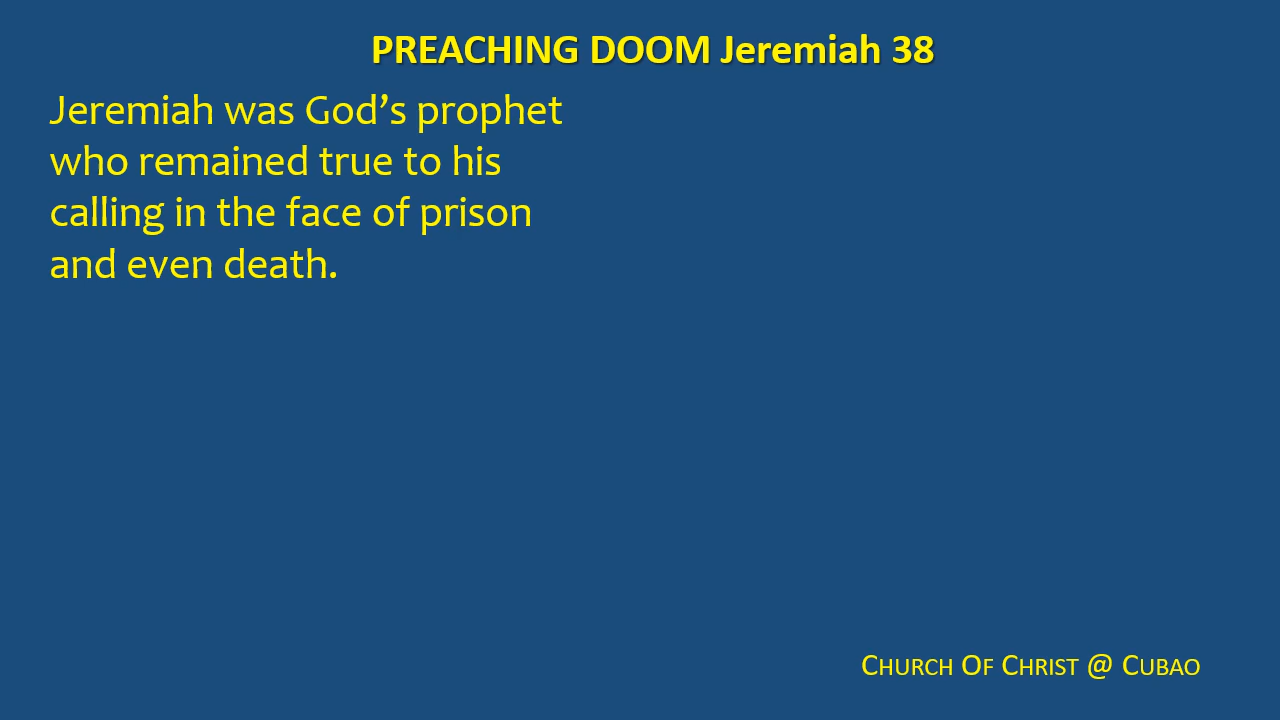 PREACHING DOOM Jeremiah 38
Jeremiah was God’s prophet
who remained true to his
calling in the face of prison
and even death.
CHURCH OF CHRIST @ CUBAO